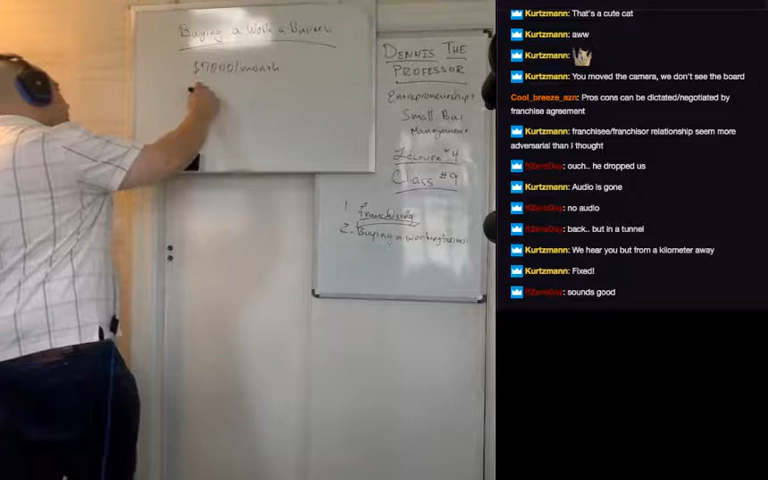 Buying a Work a Business
$7000/month
DENNIS THE
PROFESSOR
Entrepreneurship +
Small Bus
Management
Lecture #4
Class #9
1. Franchising
2. Buying a working business
Kurtzmann: That's a cute cat
Kurtzmann: aww
Kurtzmann:
Kurtzmann: You moved the camera, we don't see the board
Cool_breeze_azn: Pros cons can be dictated/negotiated by
franchise agreement
Kurtzmann: franchisee/franchisor relationship seem more
adversarial than I thought
: ouch.. he dropped us
Kurtzmann: Audio is gone
: no audio
: back.. but in a tunnel
Kurtzmann: We hear you but from a kilometer away
Kurtzmann: Fixed!
: sounds good